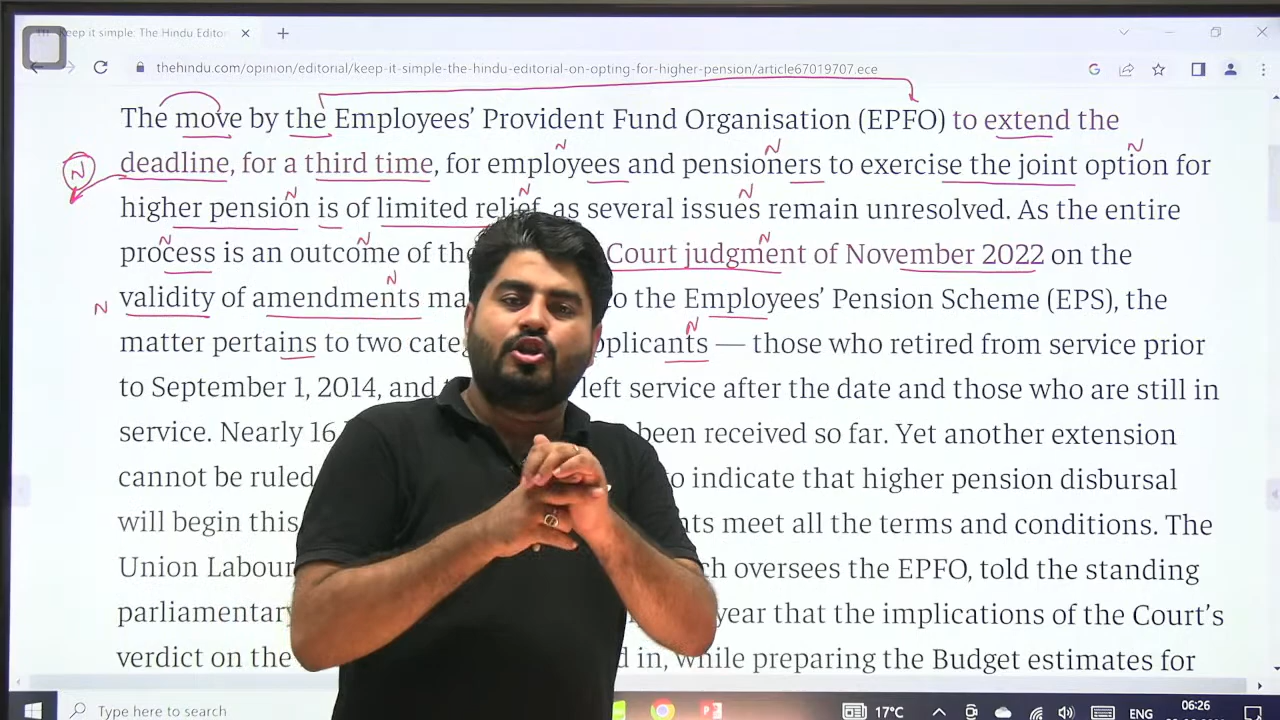 Keep it simple: The Hindu Editor
thehindu.com/opinion/editorial/keep-it-simple-the-hindu-editorial-on-opting-for-higher-pension/article67019707.ece
The move by the Employees' Provident Fund Organisation (EPFO) to extend the
N N N
N deadline, for a third time, for employees and pensioners to exercise the joint option for
N N N
higher pension is of limited relief, as several issues remain unresolved. As the entire
N N N
process is an outcome of the Court judgment of November 2022 on the
N
N validity of amendments to the Employees' Pension Scheme (EPS), the
N
matter pertains to two applicants — those who retired from service prior
to September 1, 2014, and left service after the date and those who are still in
service. Nearly 16 been received so far. Yet another extension
cannot be ruled to indicate that higher pension disbursal
will begin this meet all the terms and conditions. The
Union Labour oversees the EPFO, told the standing
parliamentary year that the implications of the Court's
verdict on the in, while preparing the Budget estimates for
Type here to search
17°C
ENG
06:26